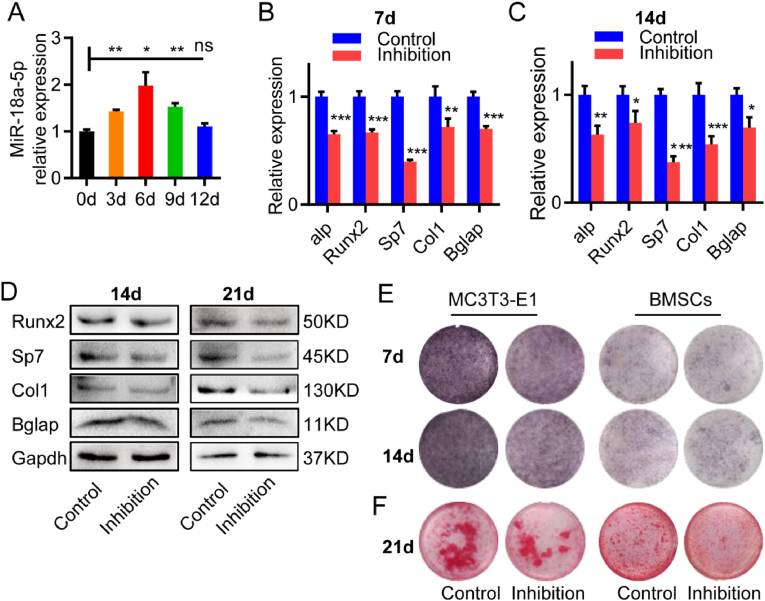 A
MiR-18a-5p
relative expression
3
2
1
0
** * ** ns
0d 3d 6d 9d 12d
B
7d
Control
Inhibition
Relative expression
1
0
*** *** *** ** ***
alp Runx2 Sp7 Col1 Bglap
C
14d
Control
Inhibition
Relative expression
1
0
** * *** *** *
alp Runx2 Sp7 Col1 Bglap
D
14d 21d
Runx2 50KD
Sp7 45KD
Col1 130KD
Bglap 11KD
Gapdh 37KD
Control Inhibition Control Inhibition
E
MC3T3-E1 BMSCs
7d
14d
F
21d
Control Inhibition Control Inhibition